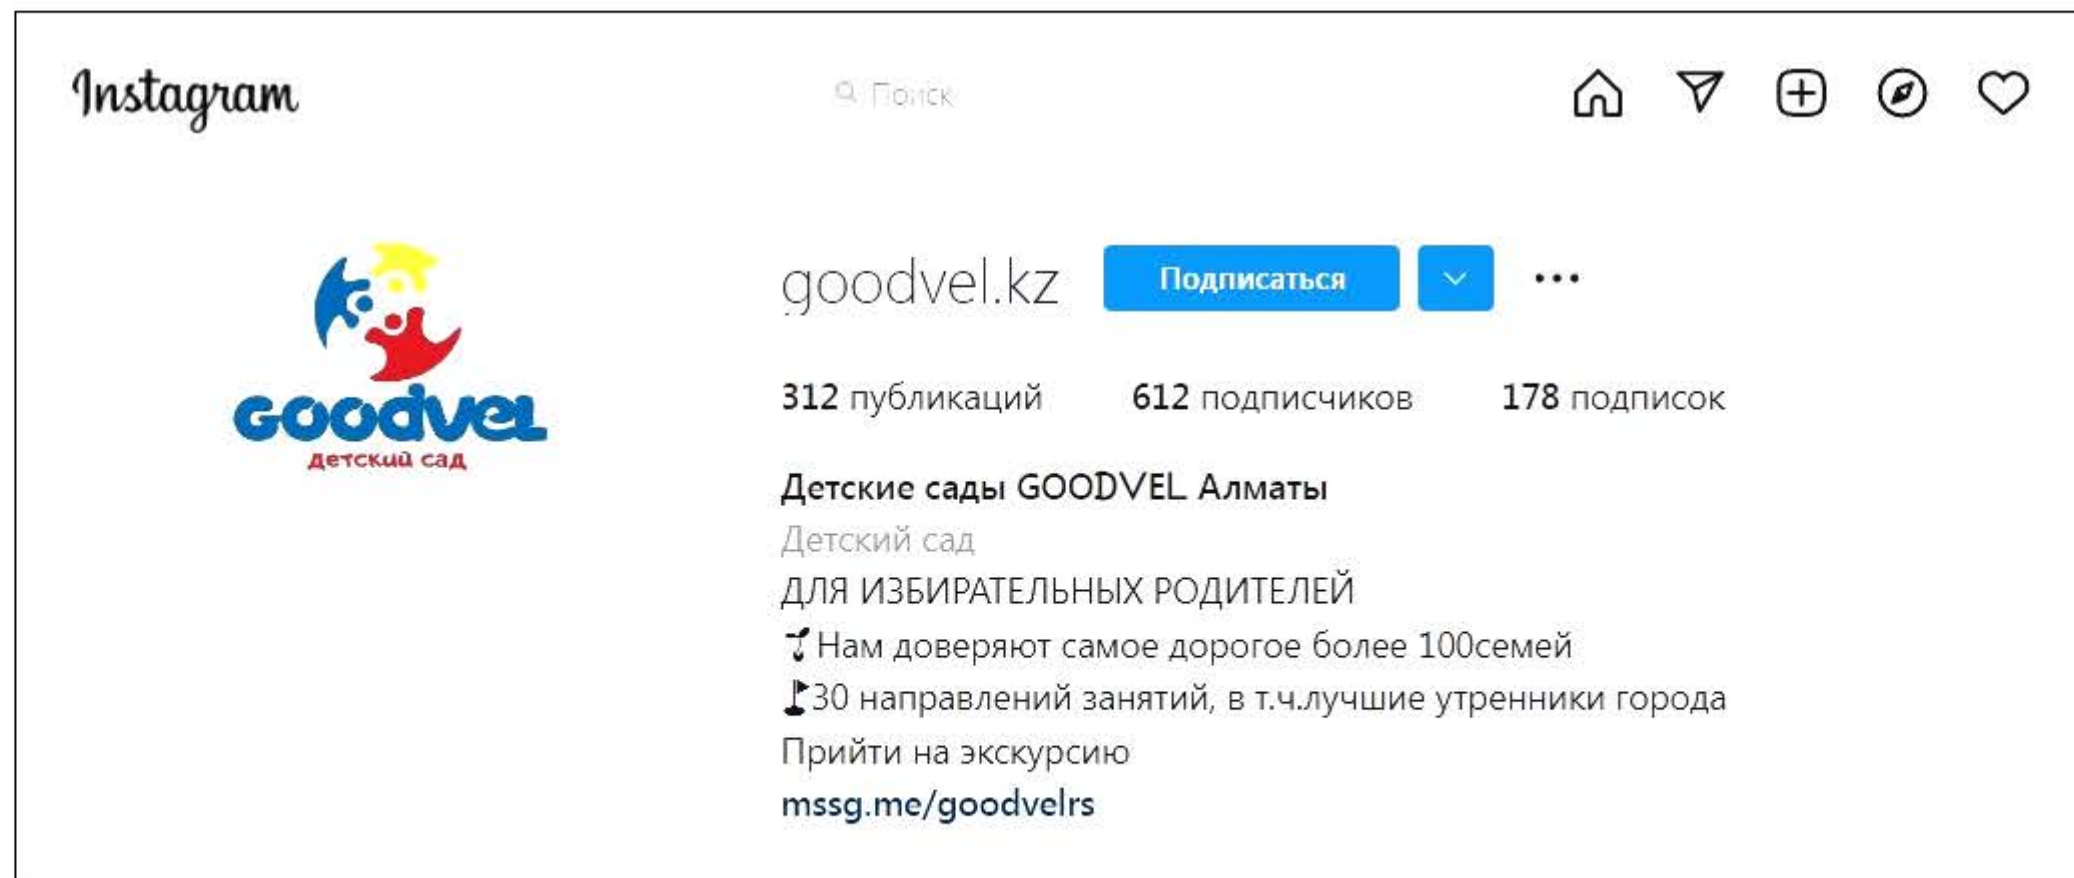 Instagram
Поиск
GOODVEL
детский сад
goodvel.kz Подписаться
312 публикаций 612 подписчиков 178 подписок
Детские сады GOODVEL Алматы
Детский сад
ДЛЯ ИЗБИРАТЕЛЬНЫХ РОДИТЕЛЕЙ
Нам доверяют самое дорогое более 100семей
30 направлений занятий, в т.ч.лучшие утренники города
Прийти на экскурсию
mssg.me/goodvelrs